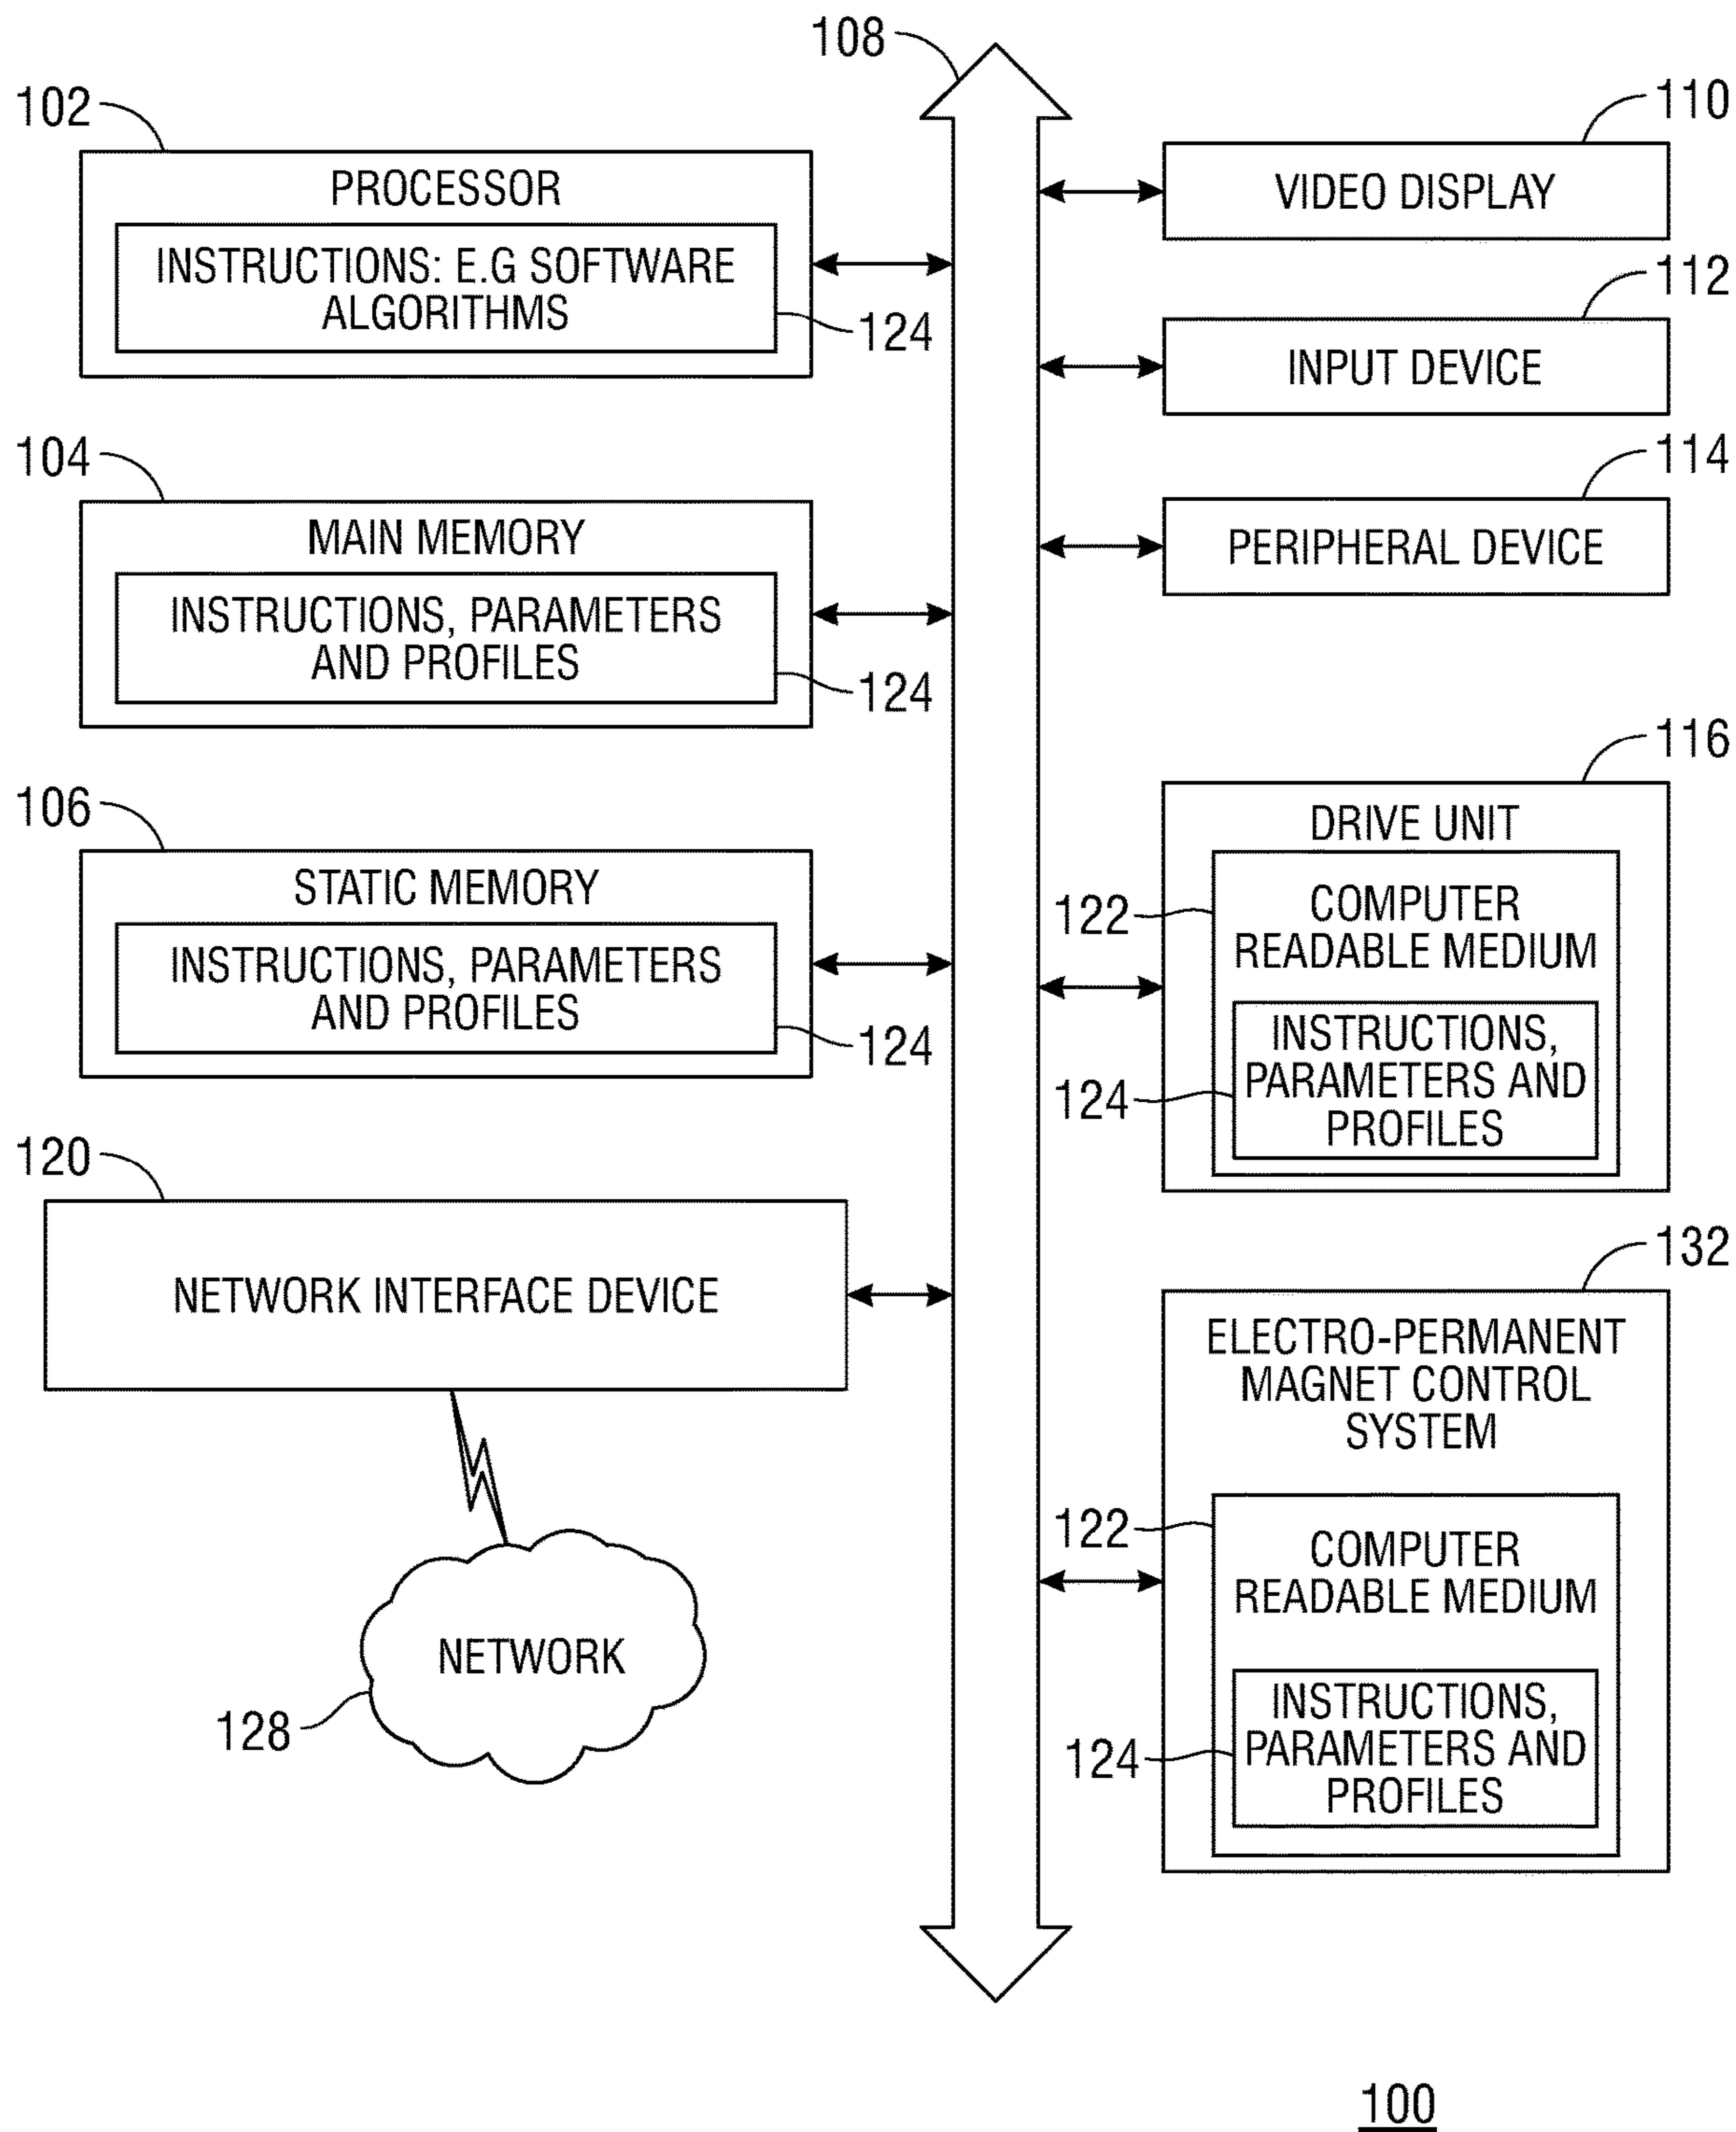 108
102
PROCESSOR
INSTRUCTIONS: E.G SOFTWARE
ALGORITHMS
124
104
MAIN MEMORY
INSTRUCTIONS, PARAMETERS
AND PROFILES
124
106
STATIC MEMORY
INSTRUCTIONS, PARAMETERS
AND PROFILES
124
120
NETWORK INTERFACE DEVICE
NETWORK
128
110
VIDEO DISPLAY
112
INPUT DEVICE
114
PERIPHERAL DEVICE
116
DRIVE UNIT
122
COMPUTER
READABLE MEDIUM
INSTRUCTIONS,
PARAMETERS AND
PROFILES
124
132
ELECTRO-PERMANENT
MAGNET CONTROL
SYSTEM
122
COMPUTER
READABLE MEDIUM
INSTRUCTIONS,
PARAMETERS AND
PROFILES
124
100